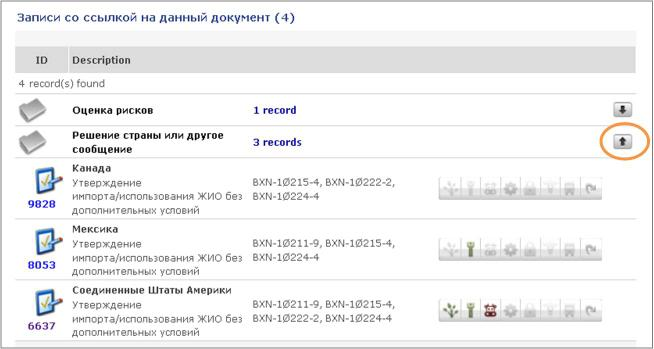 Записи со ссылкой на данный документ (4)
ID Description
4 record(s) found
Оценка рисков 1 record
Решение страны или другое 3 records
сообщение
Канада
Утверждение BXN-1Ø215-4, BXN-1Ø222-2,
импорта/использования ЖИО без BXN-1Ø224-4
дополнительных условий
9828
Мексика
Утверждение BXN-1Ø211-9, BXN-1Ø215-4,
импорта/использования ЖИО без BXN-1Ø224-4
дополнительных условий
8053
Соединенные Штаты Америки
Утверждение BXN-1Ø211-9, BXN-1Ø215-4,
импорта/использования ЖИО без BXN-1Ø222-2, BXN-1Ø224-4
дополнительных условий
6637